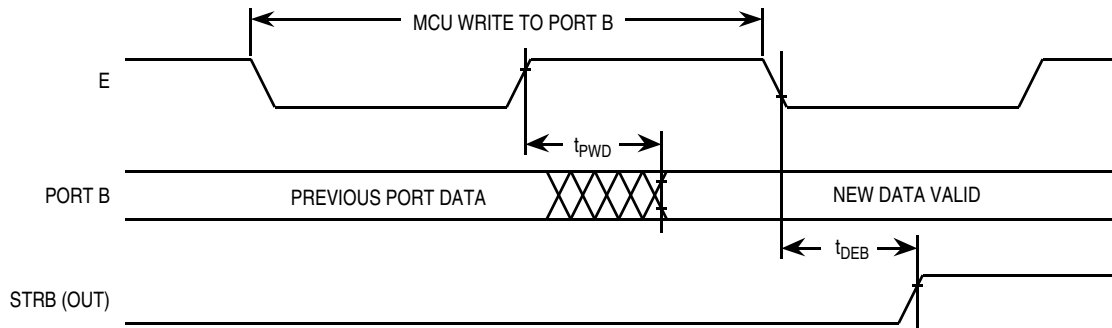 MCU WRITE TO PORT B
E
tPWD
PORT B
PREVIOUS PORT DATA
NEW DATA VALID
tDEB
STRB (OUT)